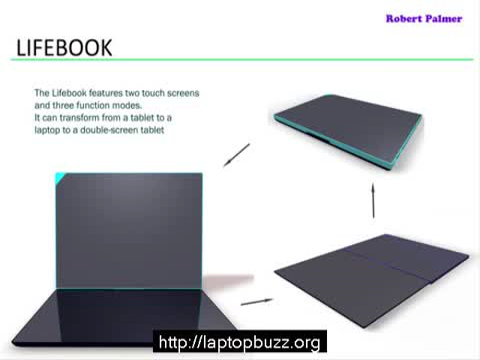 Robert Palmer
LIFEBOOK
The Lifebook features two touch screens
and three function modes.
It can transform from a tablet to a
laptop to a double-screen tablet
http://laptopbuzz.org